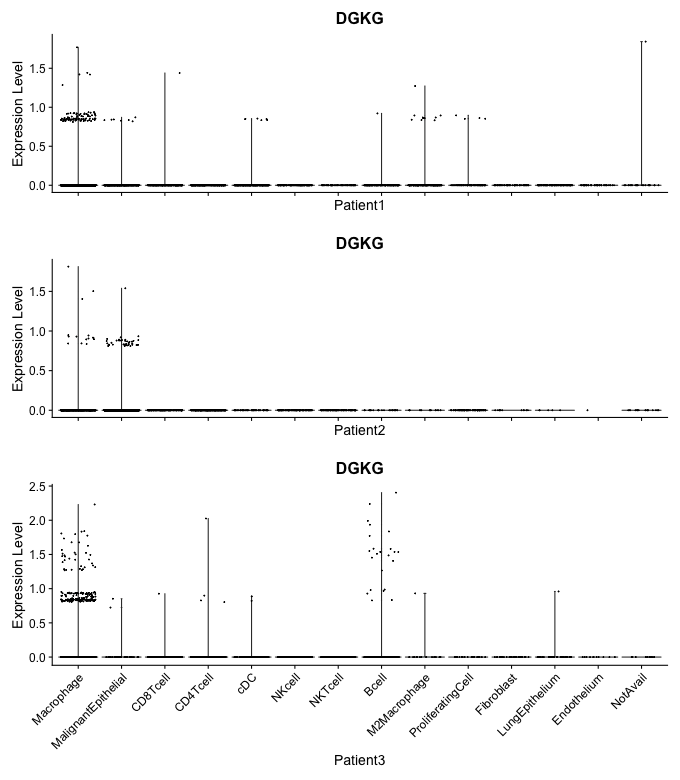 DGKG
Expression Level
1.5
1.0
0.5
0.0
Patient1
DGKG
Expression Level
1.5
1.0
0.5
0.0
Patient2
DGKG
Expression Level
2.5
2.0
1.5
1.0
0.5
0.0
Macrophage
MalignantEpithelial
CD8Tcell
CD4Tcell
cDC
NKcell
NKTcell
Bcell
M2Macrophage
ProliferatingCell
Fibroblast
LungEpithelium
Endothelium
NotAvail
Patient3